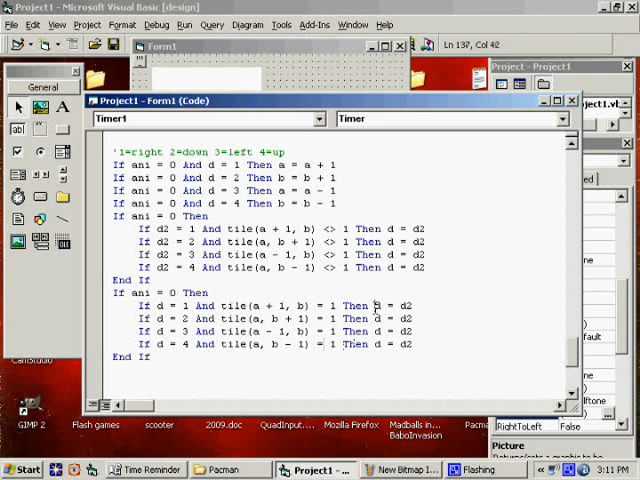 Project1 - Microsoft Visual Basic [design]
File Edit View Project Format Debug Run Query Diagram Tools Add-Ins Window Help
Ln 137, Col 42
Form1
General
Project - Project1
Project1 - Form1 (Code)
Timer1
Timer
'1=right 2=down 3=left 4=up
If ani = 0 And d = 1 Then a = a + 1
If ani = 0 And d = 2 Then b = b + 1
If ani = 0 And d = 3 Then a = a - 1
If ani = 0 And d = 4 Then b = b - 1
If ani = 0 Then
If d2 = 1 And tile(a + 1, b) <> 1 Then d = d2
If d2 = 2 And tile(a, b + 1) <> 1 Then d = d2
If d2 = 3 And tile(a - 1, b) <> 1 Then d = d2
If d2 = 4 And tile(a, b - 1) <> 1 Then d = d2
End If
If ani = 0 Then
If d = 1 And tile(a + 1, b) = 1 Then d = d2
If d = 2 And tile(a, b + 1) = 1 Then d = d2
If d = 3 And tile(a - 1, b) = 1 Then d = d2
If d = 4 And tile(a, b - 1) = 1 Then d = d2
End If
CamStudio
GIMP 2
Flash games
scooter
2009.doc
QuadInput....
Mozilla Firefox
Madballs in BaboInvasion
RightToLeft False
Picture
Start
Time Reminder
Pacman
Project1 - ...
New Bitmap I...
Flashing
3:11 PM